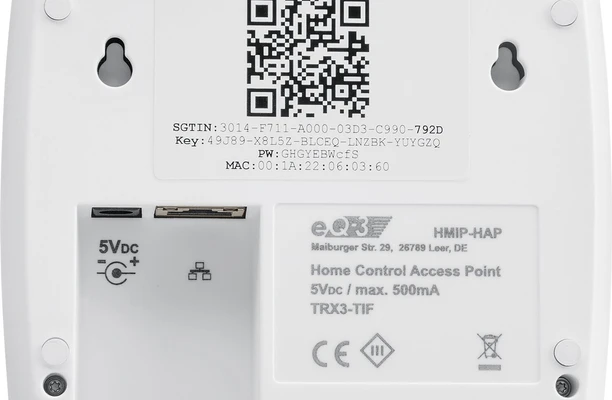 SGTIN:3014-F711-A000-03D3-C990-792D
Key:49J89-X8L5Z-BLCEQ-LNZBK-YUYGZQ
PW:GHGYEBWcfS
MAC:00:1A:22:06:03:60
5VDC
- +
eQ-3 HMIP-HAP
Maiburger Str. 29, 26789 Leer, DE
Home Control Access Point
5VDC / max. 500mA
TRX3-TIF
CE III